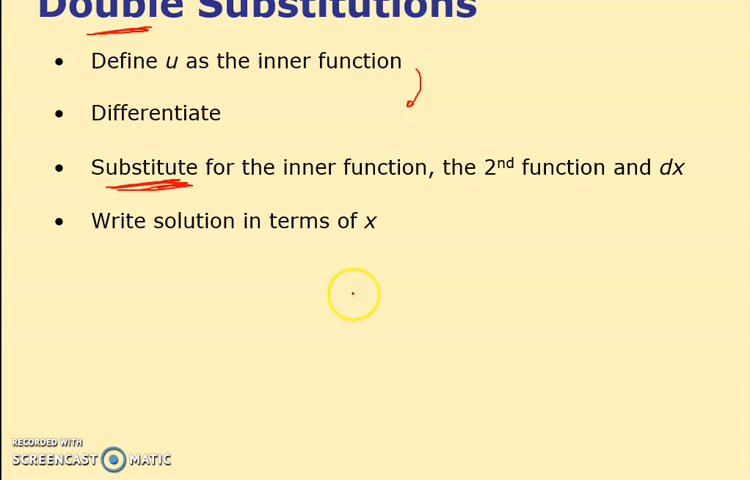 Double Substitutions
• Define u as the inner function
• Differentiate
• Substitute for the inner function, the 2nd function and dx
• Write solution in terms of x
RECORDED WITH
SCREENCAST MATIC